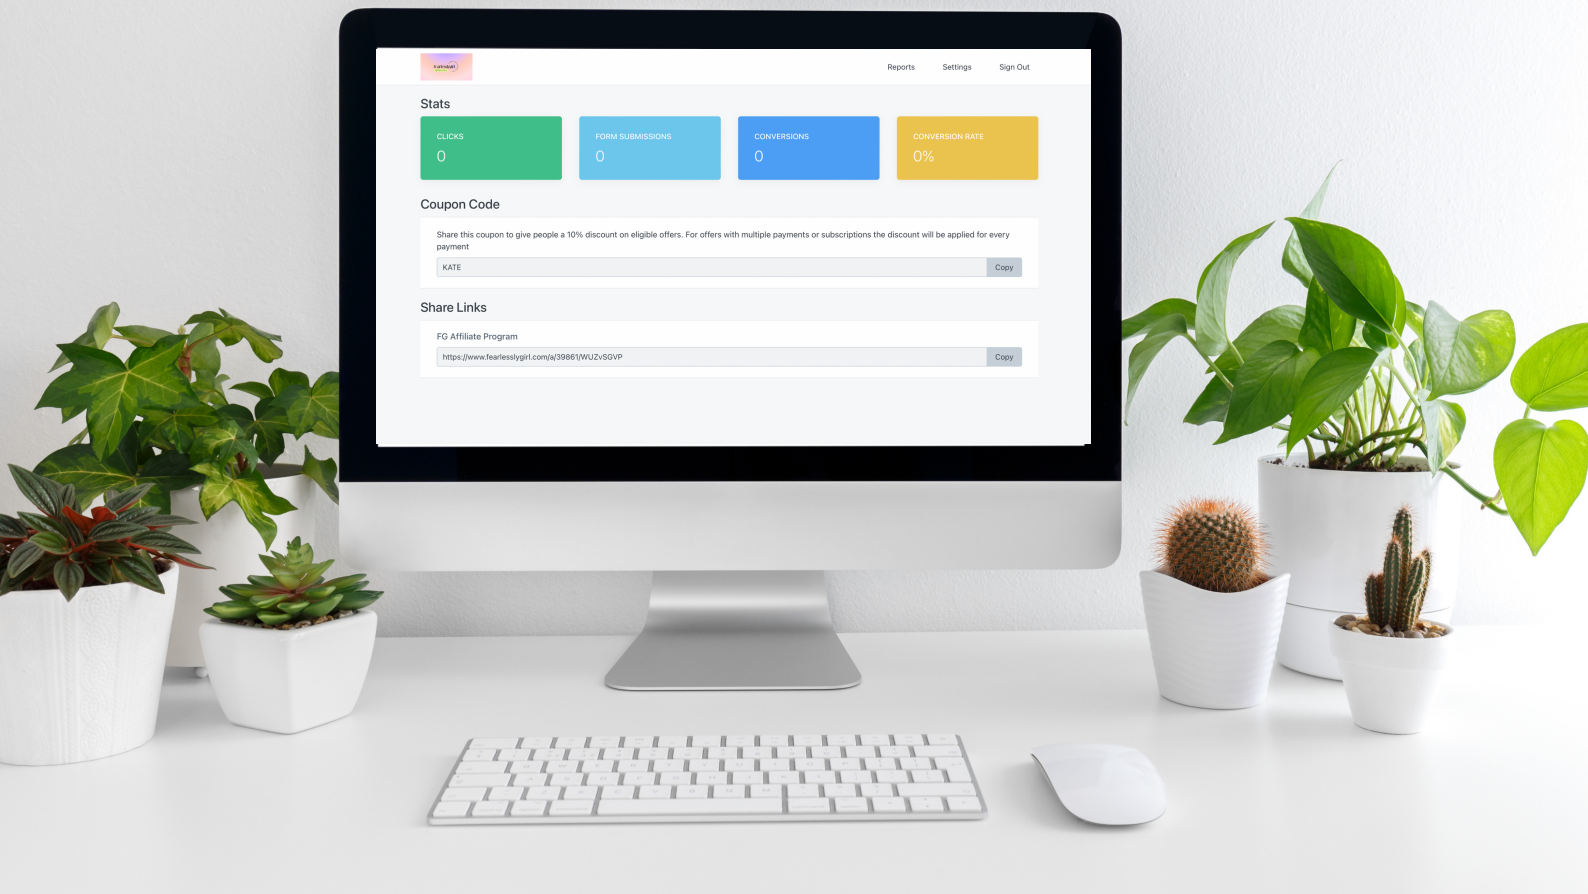 fearlesslygirl
Reports Settings Sign Out
Stats
CLICKS
0
FORM SUBMISSIONS
0
CONVERSIONS
0
CONVERSION RATE
0%
Coupon Code
Share this coupon to give people a 10% discount on eligible offers. For offers with multiple payments or subscriptions the discount will be applied for every
payment
KATE Copy
Share Links
FG Affiliate Program
https://www.fearlesslygirl.com/a/39861/WUZvSGVP Copy